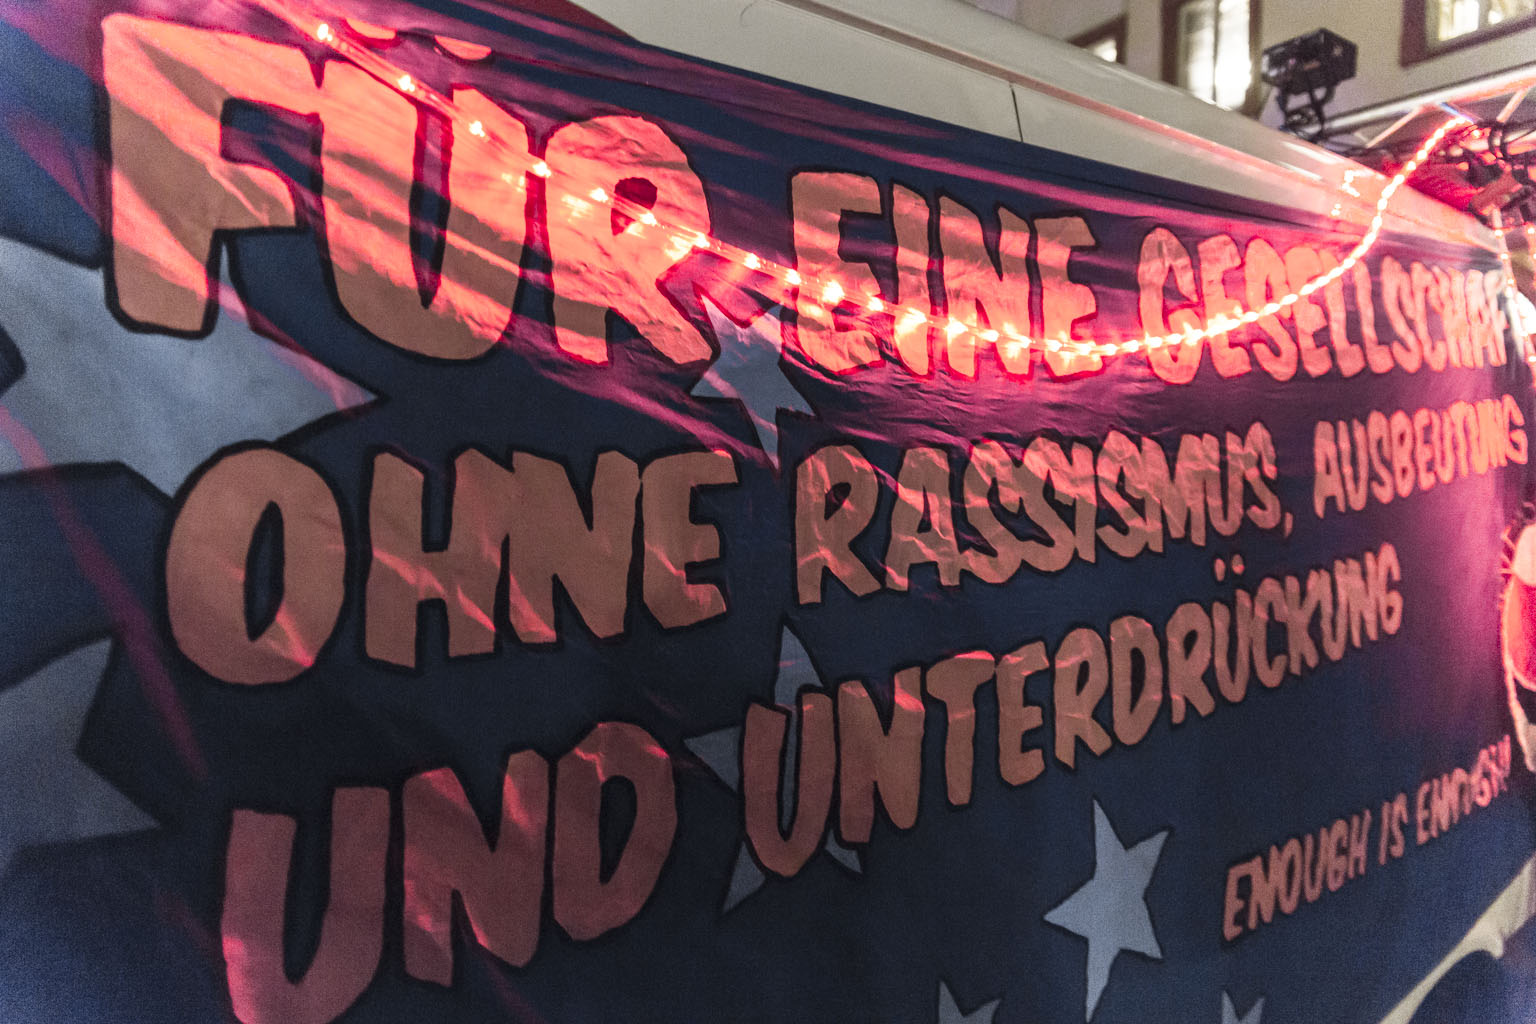 FÜR EINE GESELLSCHAFT
OHNE RASSISMUS, AUSBEUTUNG
UND UNTERDRÜCKUNG
ENOUGH IS ENOUGH!